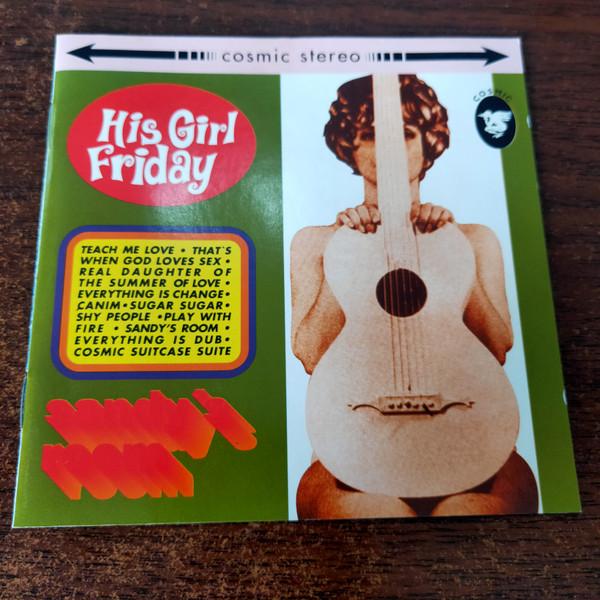 cosmic stereo
COSMIC
His Girl
Friday
TEACH ME LOVE • THAT'S
WHEN GOD LOVES SEX •
REAL DAUGHTER OF
THE SUMMER OF LOVE •
EVERYTHING IS CHANGE •
CANIM • SUGAR SUGAR •
SHY PEOPLE • PLAY WITH
FIRE • SANDY'S ROOM •
EVERYTHING IS DUB •
COSMIC SUITCASE SUITE
sandy's
room